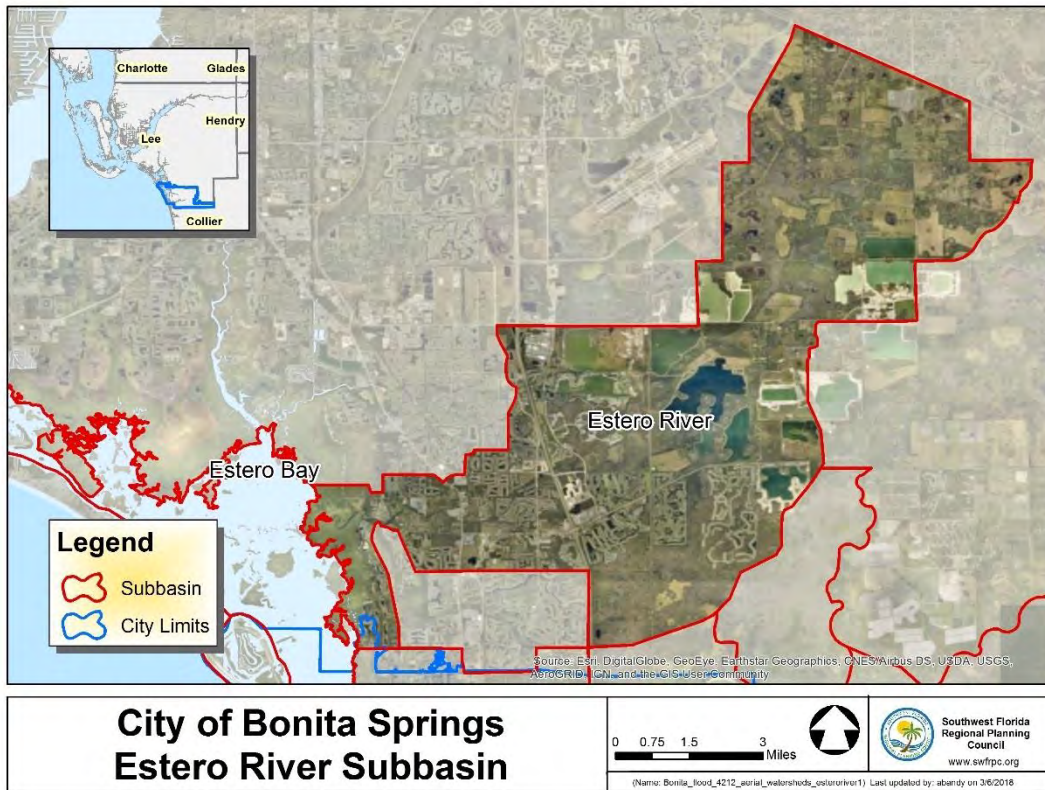 Charlotte
Glades
Hendry
Lee
Collier
Estero River
Estero Bay
Legend
Subbasin
City Limits
Source: Esri, DigitalGlobe, GeoEye, Earthstar Geographics, CNES/Airbus DS, USDA, USGS,
AeroGRID, IGN, and the GIS User Community
City of Bonita Springs
Estero River Subbasin
0 0.75 1.5 3
Miles
Southwest Florida
Regional Planning
Council
www.swfrpc.org
(Name: Bonita_flood_4212_aerial_watersheds_esteroriver1) Last updated by: abandy on 3/6/2018